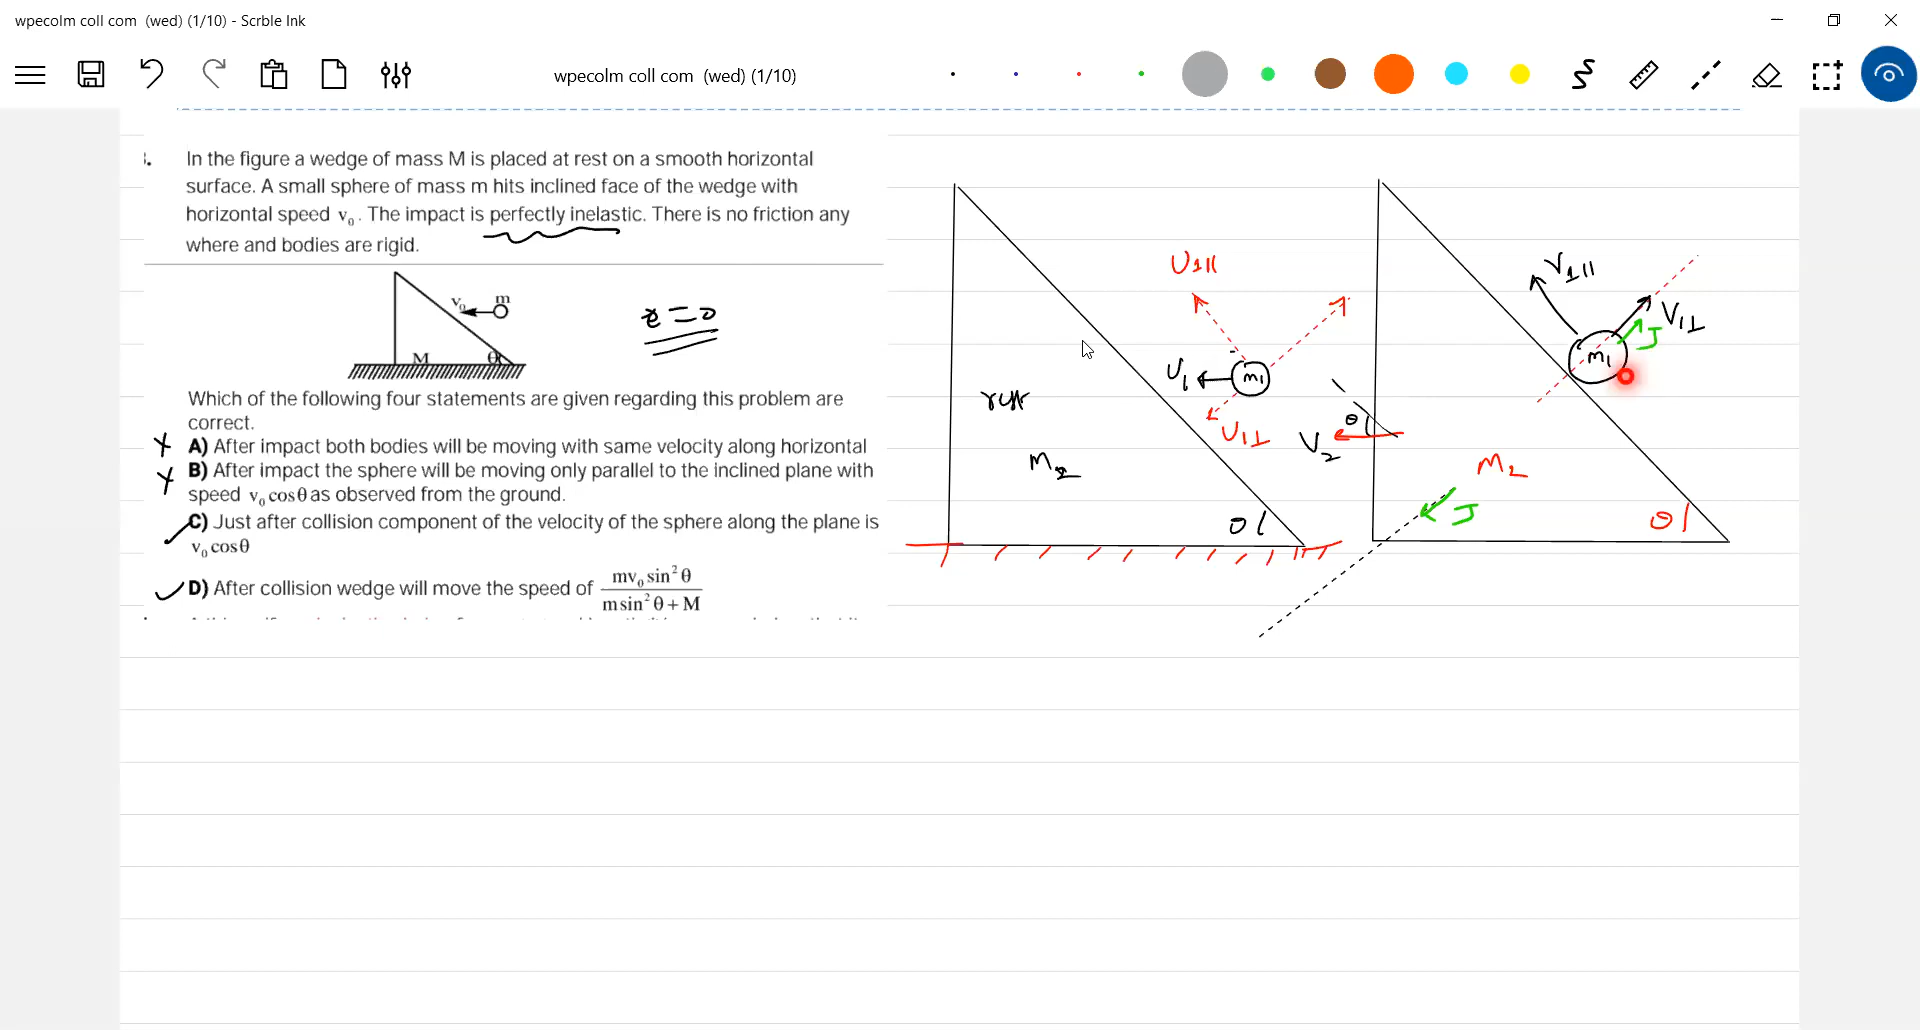 wpecolm coll com (wed) (1/10) - Scrble Ink
wpecolm coll com (wed) (1/10)
In the figure a wedge of mass M is placed at rest on a smooth horizontal
surface. A small sphere of mass m hits inclined face of the wedge with
horizontal speed v₀. The impact is perfectly inelastic. There is no friction any
where and bodies are rigid.
v₀ m
M θ
e=0
Which of the following four statements are given regarding this problem are
correct.
A) After impact both bodies will be moving with same velocity along horizontal
B) After impact the sphere will be moving only parallel to the inclined plane with
speed v₀ cosθ as observed from the ground.
C) Just after collision component of the velocity of the sphere along the plane is
v₀ cosθ
D) After collision wedge will move the speed of mv₀ sin²θ / m sin²θ + M
U1||
U1 m1
U1⊥
m2
θ
V1||
V1⊥
J
m1
θ
V2
m2
J
θ